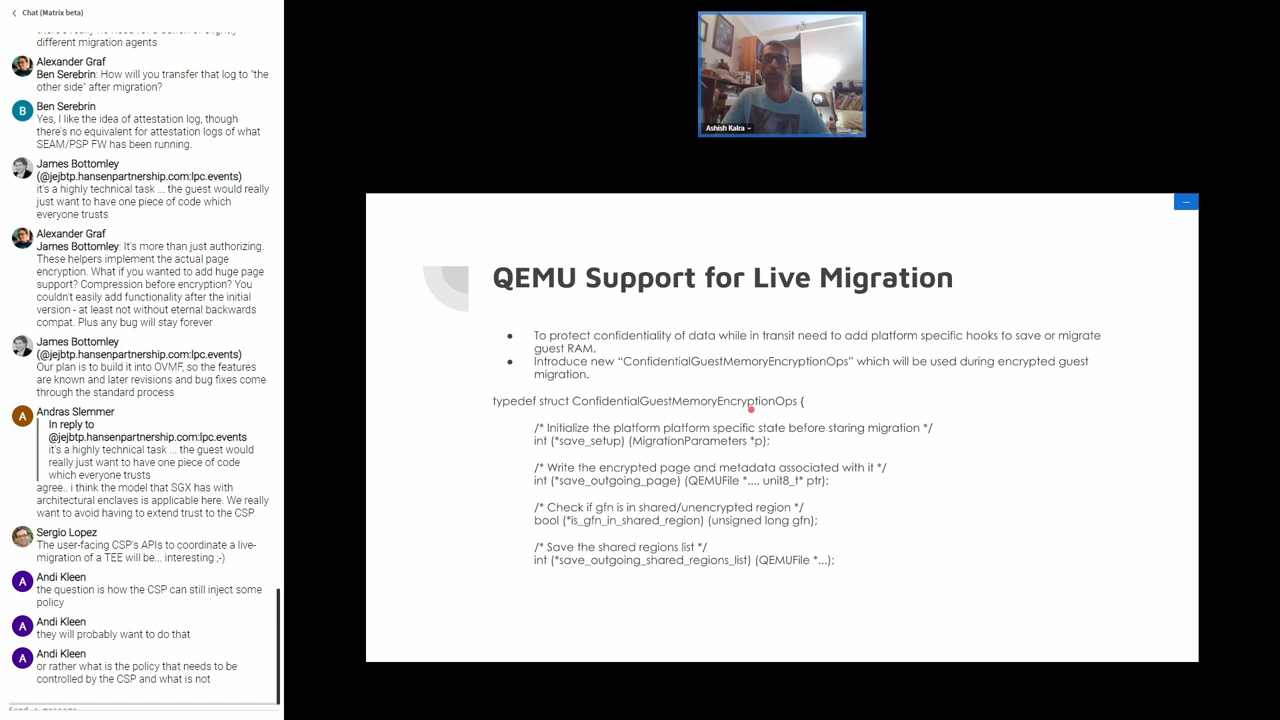 Chat (Matrix beta)
different migration agents
Alexander Graf
Ben Serebrin: How will you transfer that log to "the
other side" after migration?
B
Ben Serebrin
Yes, I like the idea of attestation log, though
there's no equivalent for attestation logs of what
SEAM/PSP FW has been running.
James Bottomley
(@jejbtp.hansenpartnership.com:lpc.events)
it's a highly technical task ... the guest would really
just want to have one piece of code which
everyone trusts
Alexander Graf
James Bottomley: It's more than just authorizing.
These helpers implement the actual page
encryption. What if you wanted to add huge page
support? Compression before encryption? You
couldn't easily add functionality after the initial
version - at least not without eternal backwards
compat. Plus any bug will stay forever
James Bottomley
(@jejbtp.hansenpartnership.com:lpc.events)
Our plan is to build it into OVMF, so the features
are known and later revisions and bug fixes come
through the standard process
A
Andras Slemmer
In reply to
@jejbtp.hansenpartnership.com:lpc.events
it's a highly technical task ... the guest would
really just want to have one piece of code
which everyone trusts
agree.. i think the model that SGX has with
architectural enclaves is applicable here. We really
want to avoid having to extend trust to the CSP
Sergio Lopez
The user-facing CSP's APIs to coordinate a live-
migration of a TEE will be... interesting ;-)
A
Andi Kleen
the question is how the CSP can still inject some
policy
A
Andi Kleen
they will probably want to do that
A
Andi Kleen
or rather what is the policy that needs to be
controlled by the CSP and what is not
Ashish Kalra
QEMU Support for Live Migration
● To protect confidentiality of data while in transit need to add platform specific hooks to save or migrate
guest RAM.
● Introduce new “ConfidentialGuestMemoryEncryptionOps” which will be used during encrypted guest
migration.
typedef struct ConfidentialGuestMemoryEncryptionOps {
/* Initialize the platform platform specific state before staring migration */
int (*save_setup) (MigrationParameters *p);
/* Write the encrypted page and metadata associated with it */
int (*save_outgoing_page) (QEMUFile *..., unit8_t* ptr);
/* Check if gfn is in shared/unencrypted region */
bool (*is_gfn_in_shared_region) (unsigned long gfn);
/* Save the shared regions list */
int (*save_outgoing_shared_regions_list) (QEMUFile *...);